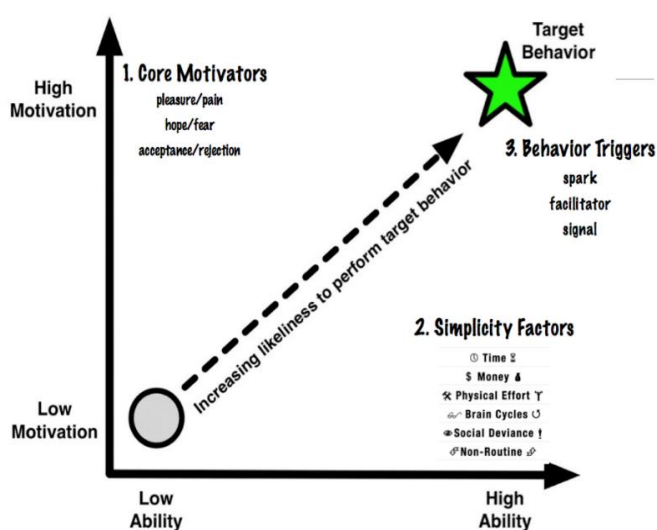 Target
Behavior
High
Motivation
1. Core Motivators
pleasure/pain
hope/fear
acceptance/rejection
3. Behavior Triggers
spark
facilitator
signal
Increasing likeliness to perform target behavior
2. Simplicity Factors
Time
$ Money
Physical Effort
Brain Cycles
Social Deviance
Non-Routine
Low
Motivation
Low
Ability
High
Ability